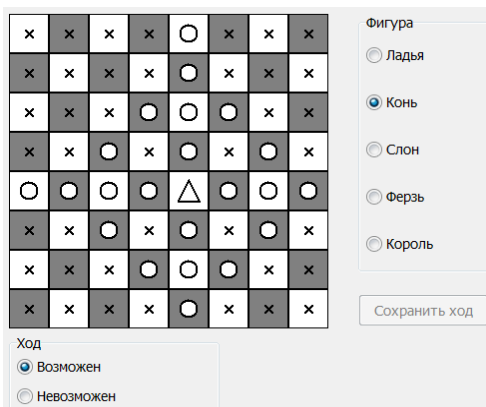 Фигура
Ладья
Конь
Слон
Ферзь
Король
Сохранить ход
Ход
Возможен
Невозможен